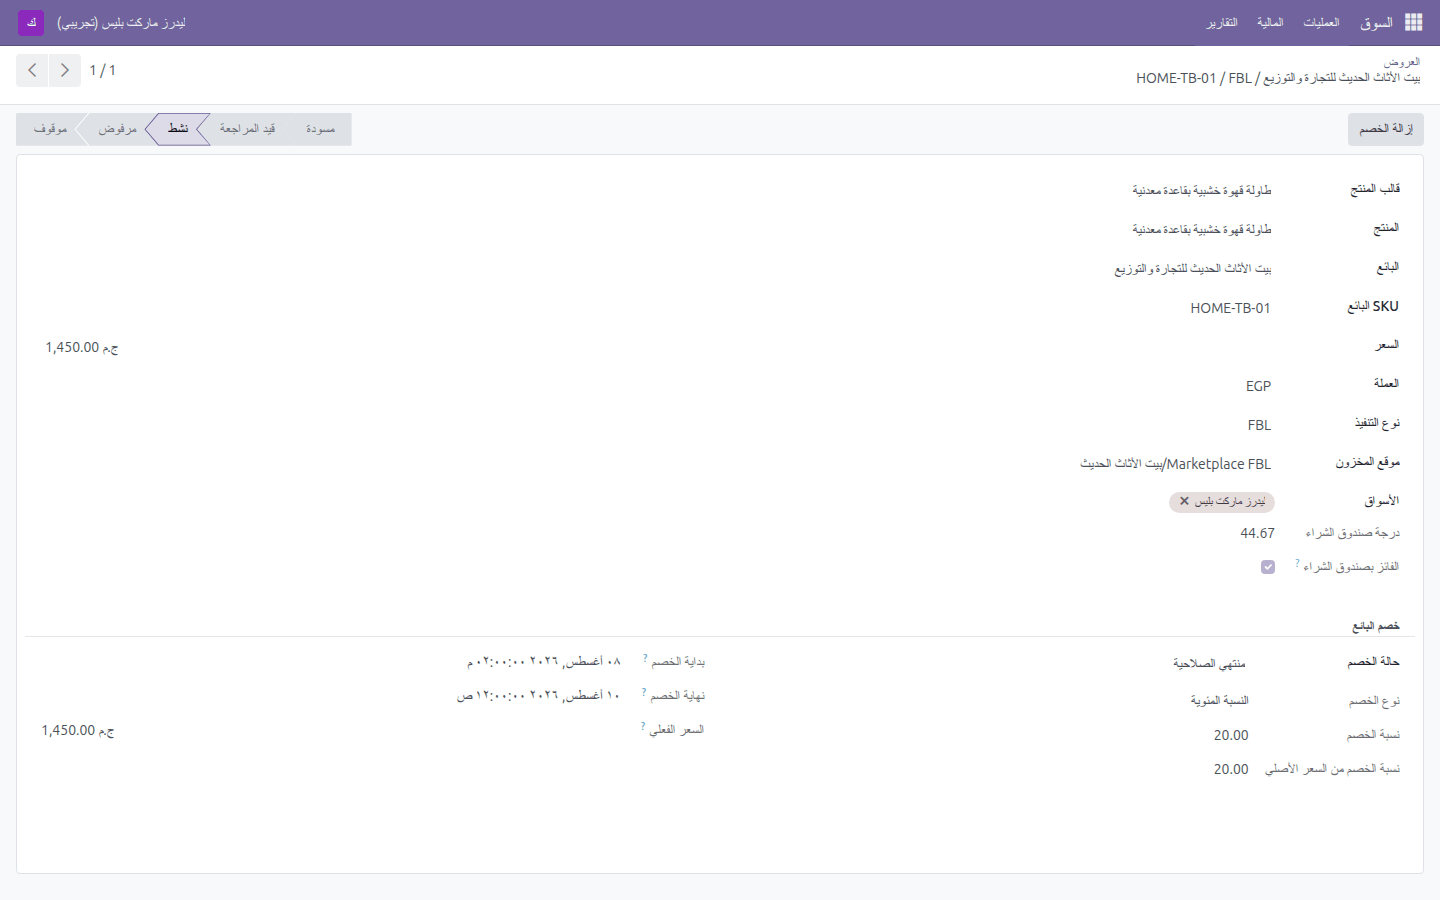 السوق العمليات المالية التقارير ليدرز ماركت بليس (تجريبي) ك
العروض
بيت الأثاث الحديث للتجارة والتوزيع / HOME-TB-01 / FBL
1 / 1
إزالة الخصم
مسودة قيد المراجعة نشط مرفوض موقوف
قالب المنتج طاولة قهوة خشبية بقاعدة معدنية
المنتج طاولة قهوة خشبية بقاعدة معدنية
البائع بيت الأثاث الحديث للتجارة والتوزيع
SKU البائع HOME-TB-01
السعر 1,450.00 ج.م
العملة EGP
نوع التنفيذ FBL
موقع المخزون Marketplace FBL/بيت الأثاث الحديث
الأسواق ليدرز ماركت بليس ×
درجة صندوق الشراء 44.67
الفائز بصندوق الشراء ?
خصم البائع
حالة الخصم منتهي الصلاحية
بداية الخصم ? ٠٨ أغسطس, ٢٠٢٦ ٠٢:٠٠:٠٠ م
نوع الخصم النسبة المئوية
نهاية الخصم ? ١٠ أغسطس, ٢٠٢٦ ١٢:٠٠:٠٠ ص
نسبة الخصم 20.00
السعر الفعلي ? 1,450.00 ج.م
نسبة الخصم من السعر الأصلي 20.00